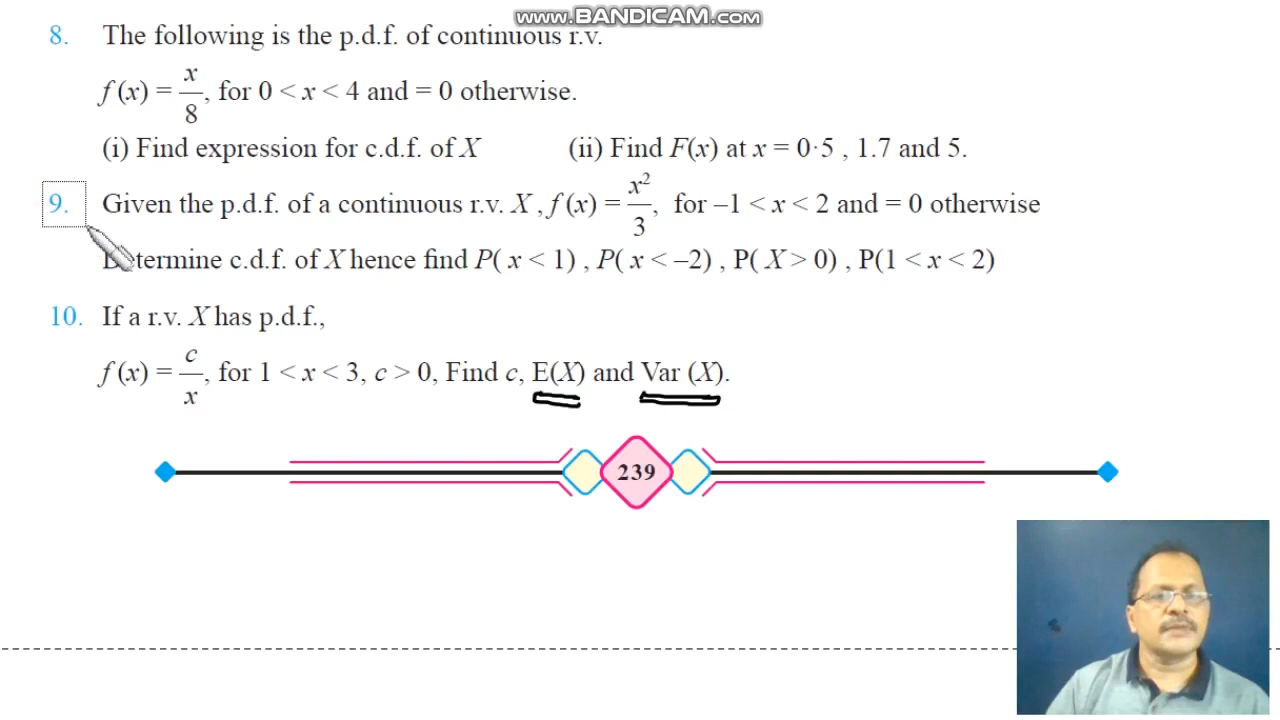 www.BANDICAM.com
8. The following is the p.d.f. of continuous r.v.
f (x) = x/8, for 0 < x < 4 and = 0 otherwise.
(i) Find expression for c.d.f. of X (ii) Find F(x) at x = 0·5 , 1.7 and 5.
9. Given the p.d.f. of a continuous r.v. X , f (x) = x²/3, for –1 < x < 2 and = 0 otherwise
Determine c.d.f. of X hence find P( x < 1) , P( x < –2) , P( X > 0) , P(1 < x < 2)
10. If a r.v. X has p.d.f.,
f (x) = c/x, for 1 < x < 3, c > 0, Find c, E(X) and Var (X).
239